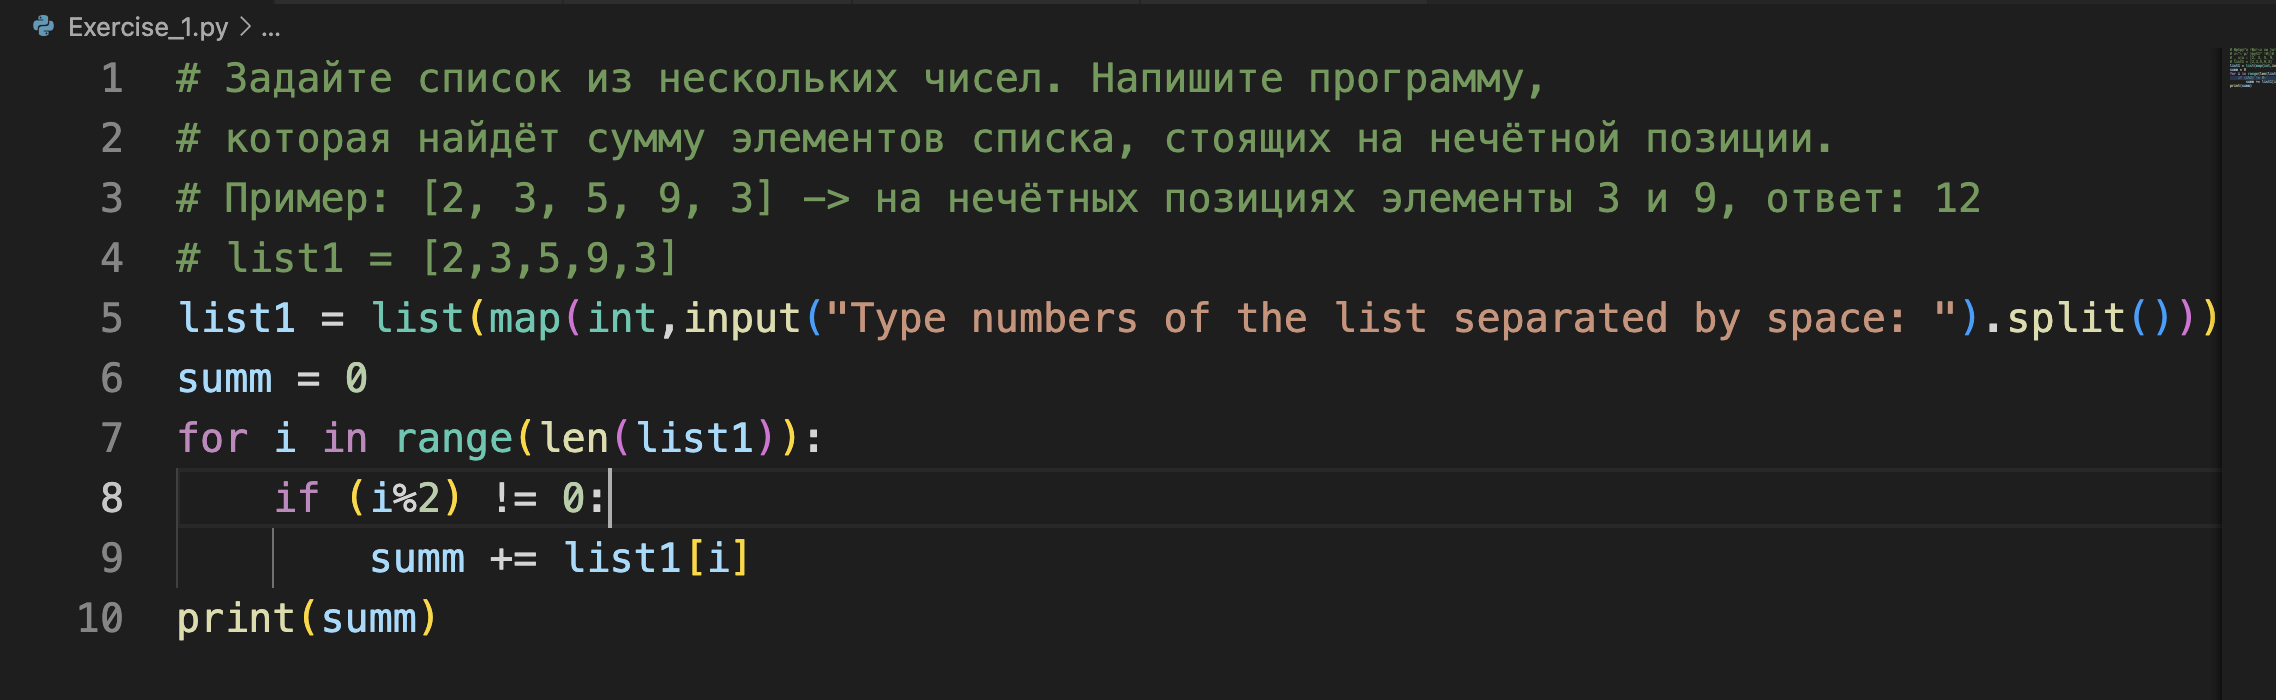 Exercise_1.py > ...
1 # Задайте список из нескольких чисел. Напишите программу,
2 # которая найдёт сумму элементов списка, стоящих на нечётной позиции.
3 # Пример: [2, 3, 5, 9, 3] -> на нечётных позициях элементы 3 и 9, ответ: 12
4 # list1 = [2,3,5,9,3]
5 list1 = list(map(int,input("Type numbers of the list separated by space: ").split()))
6 summ = 0
7 for i in range(len(list1)):
8     if (i%2) != 0:
9         summ += list1[i]
10 print(summ)